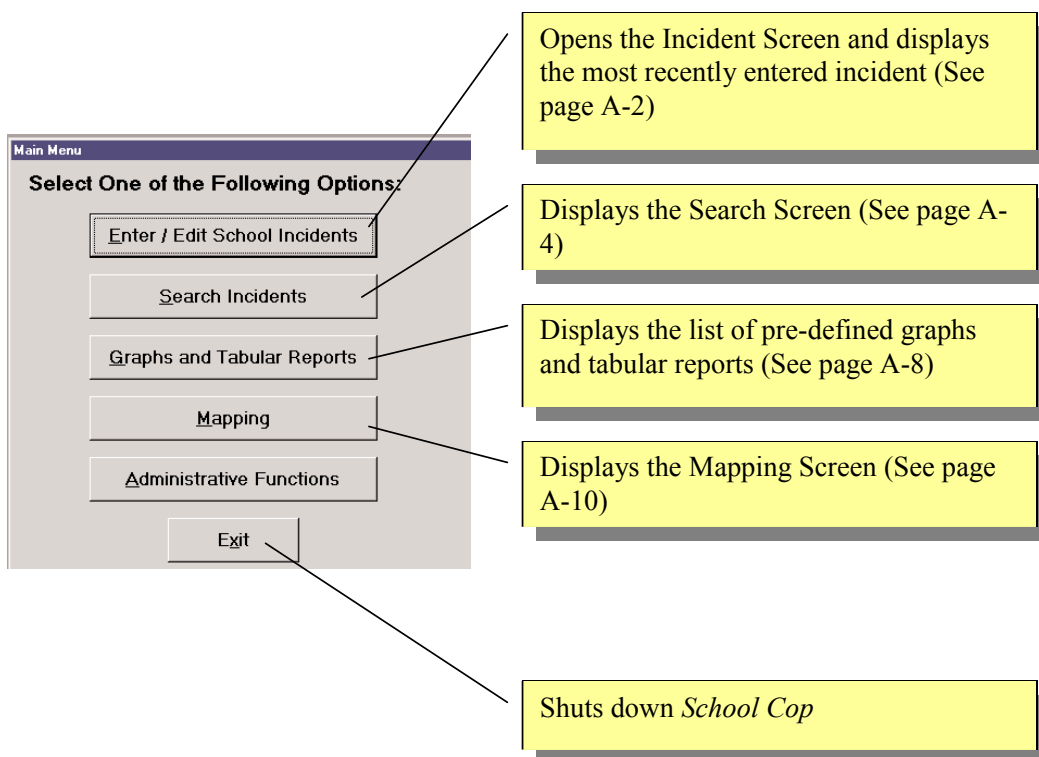 Opens the Incident Screen and displays
the most recently entered incident (See
page A-2)
Main Menu
Select One of the Following Options:
Enter / Edit School Incidents
Displays the Search Screen (See page A-
4)
Search Incidents
Displays the list of pre-defined graphs
and tabular reports (See page A-8)
Graphs and Tabular Reports
Mapping
Displays the Mapping Screen (See page
A-10)
Administrative Functions
Exit
Shuts down School Cop